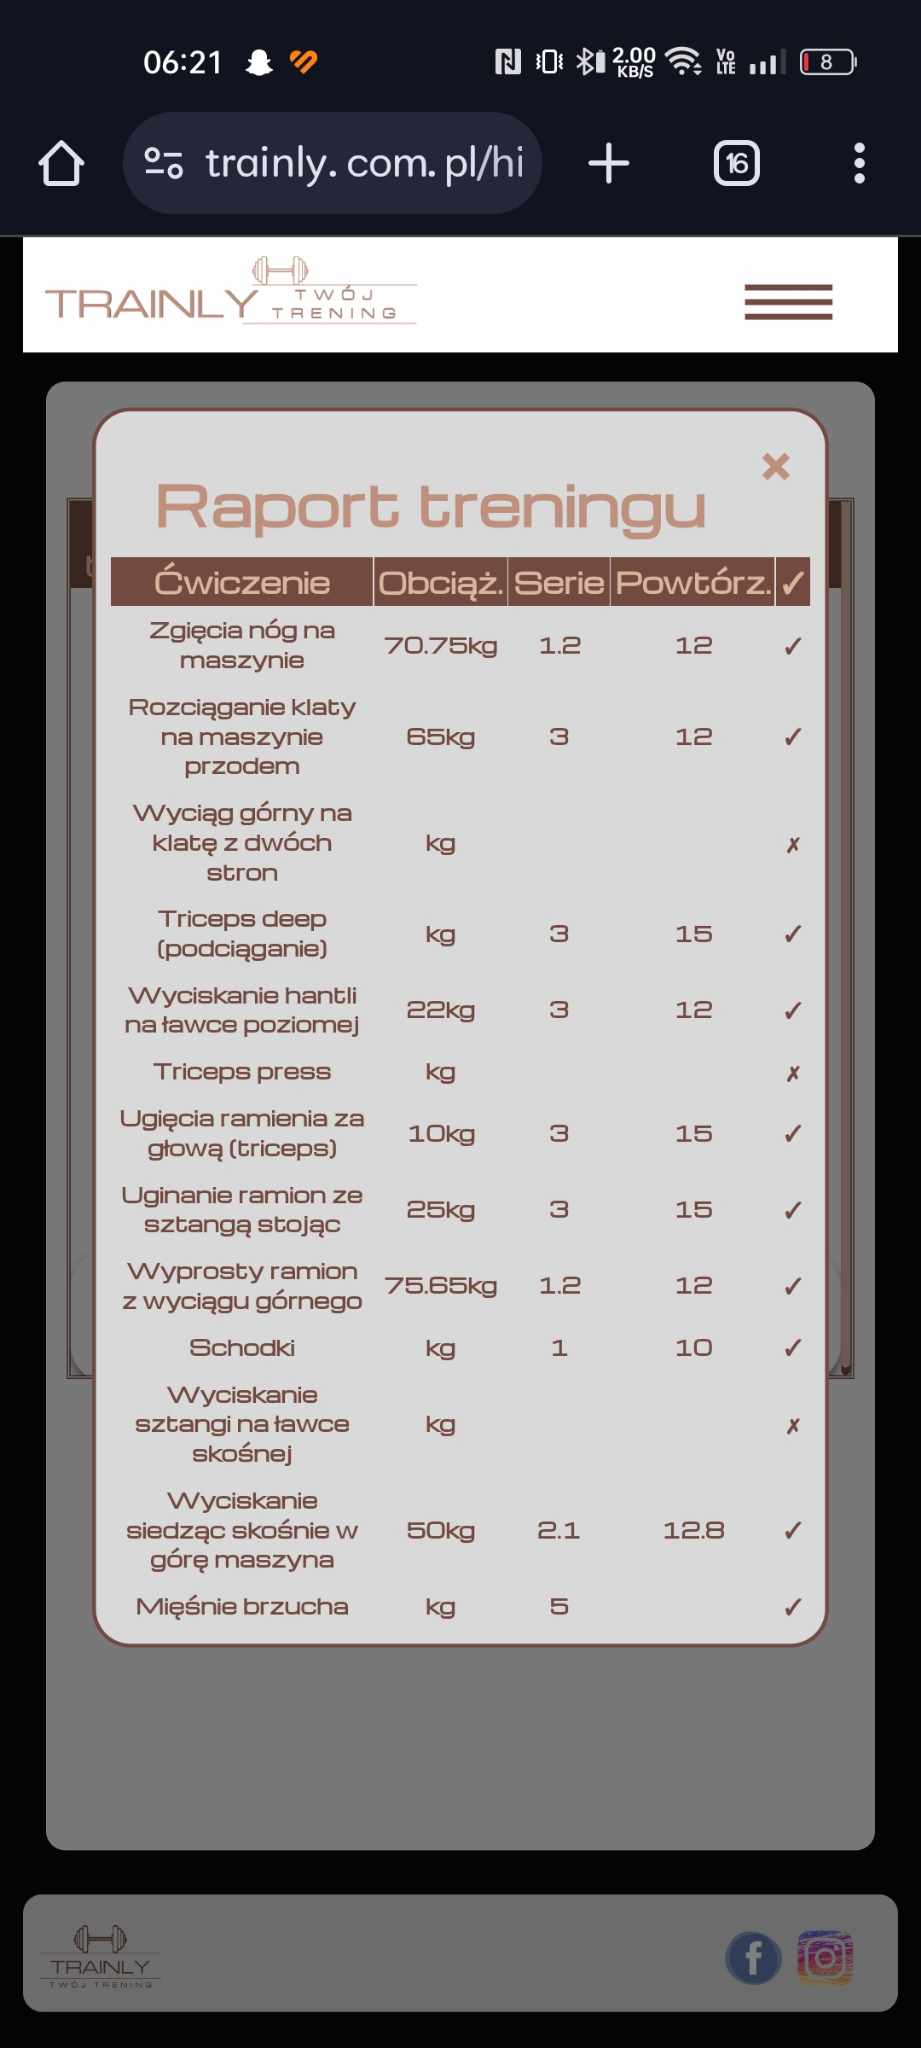 06:21 2.00 KB/S Vo LTE 8
trainly.com.pl/hi 16
TRAINLY TWÓJ TRENING
Raport treningu
Ćwiczenie Obciąż. Serie Powtórz. ✓
Zgięcia nóg na
maszynie 70.75kg 1.2 12 ✓
Rozciąganie klaty
na maszynie 65kg 3 12 ✓
przodem
Wyciąg górny na
klatę z dwóch kg ✗
stron
Triceps deep
(podciąganie) kg 3 15 ✓
Wyciskanie hantli
na ławce poziomej 22kg 3 12 ✓
Triceps press kg ✗
Ugięcia ramienia za
głową (triceps) 10kg 3 15 ✓
Uginanie ramion ze
sztangą stojąc 25kg 3 15 ✓
Wyprosty ramion
z wyciągu górnego 75.65kg 1.2 12 ✓
Schodki kg 1 10 ✓
Wyciskanie
sztangi na ławce kg ✗
skośnej
Wyciskanie
siedząc skośnie w 50kg 2.1 12.8 ✓
górę maszyna
Mięśnie brzucha kg 5 ✓
TRAINLY
TWÓJ TRENING